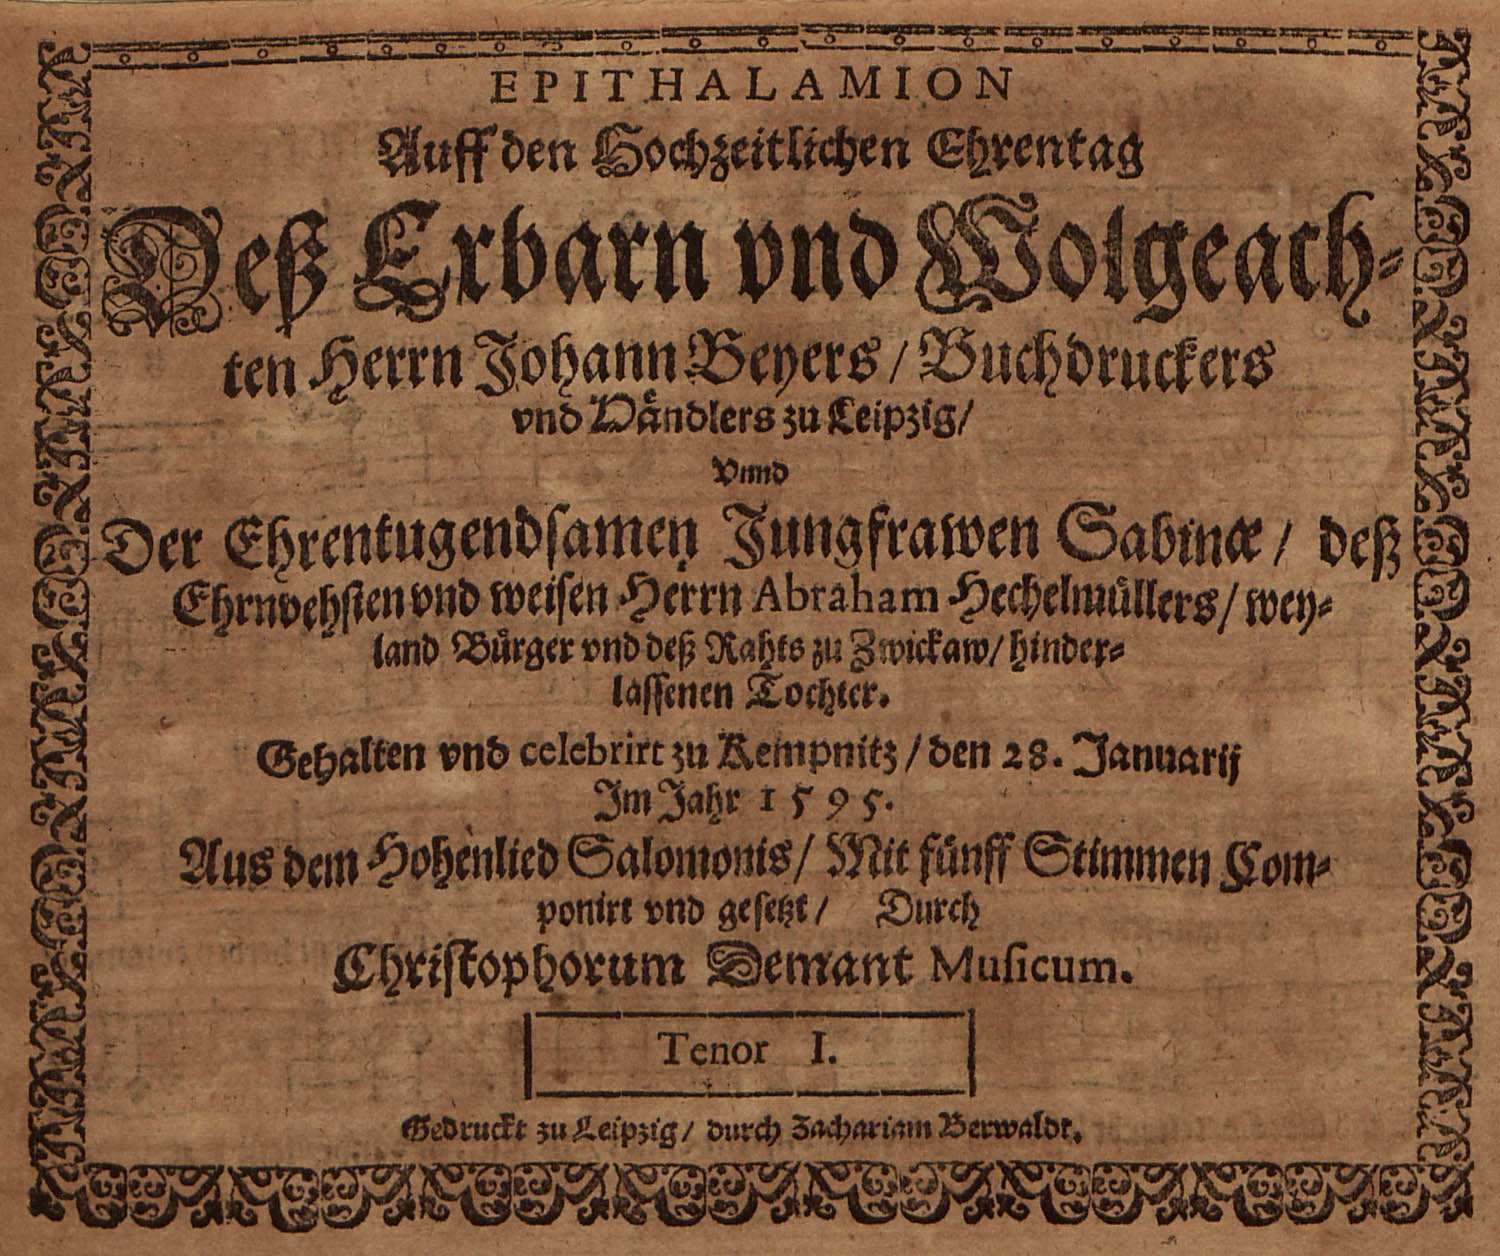 EPITHALAMION
Auff den Hochzeitlichen Ehrentag
Deß Erbarn vnd Wolgeach-
ten Herrn Johann Beyers / Buchdruckers
vnd Händlers zu Leipzig /
Vnnd
Der Ehrentugendsamen Jungfrawen Sabinæ / deß
Ehrnvehsten vnd weisen Herrn Abraham Hechelmüllers / wey-
land Bürger vnd deß Rahts zu Zwickaw / hinder-
lassenen Tochter.
Gehalten vnd celebrirt zu Kempnitz / den 28. Januarij
Im Jahr 1595.
Aus dem Hohenlied Salomonis / Mit fünff Stimmen Com-
ponirt vnd gesetzt / Durch
Christophorum Demant Musicum.
Tenor I.
Gedruckt zu Leipzig / durch Zachariam Berwaldt.